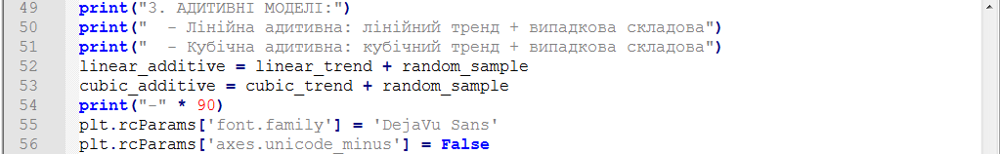 49 print("3. АДИТИВНІ МОДЕЛІ:")
50 print("  - Лінійна адитивна: лінійний тренд + випадкова складова")
51 print("  - Кубічна адитивна: кубічний тренд + випадкова складова")
52 linear_additive = linear_trend + random_sample
53 cubic_additive = cubic_trend + random_sample
54 print("-" * 90)
55 plt.rcParams['font.family'] = 'DejaVu Sans'
56 plt.rcParams['axes.unicode_minus'] = False